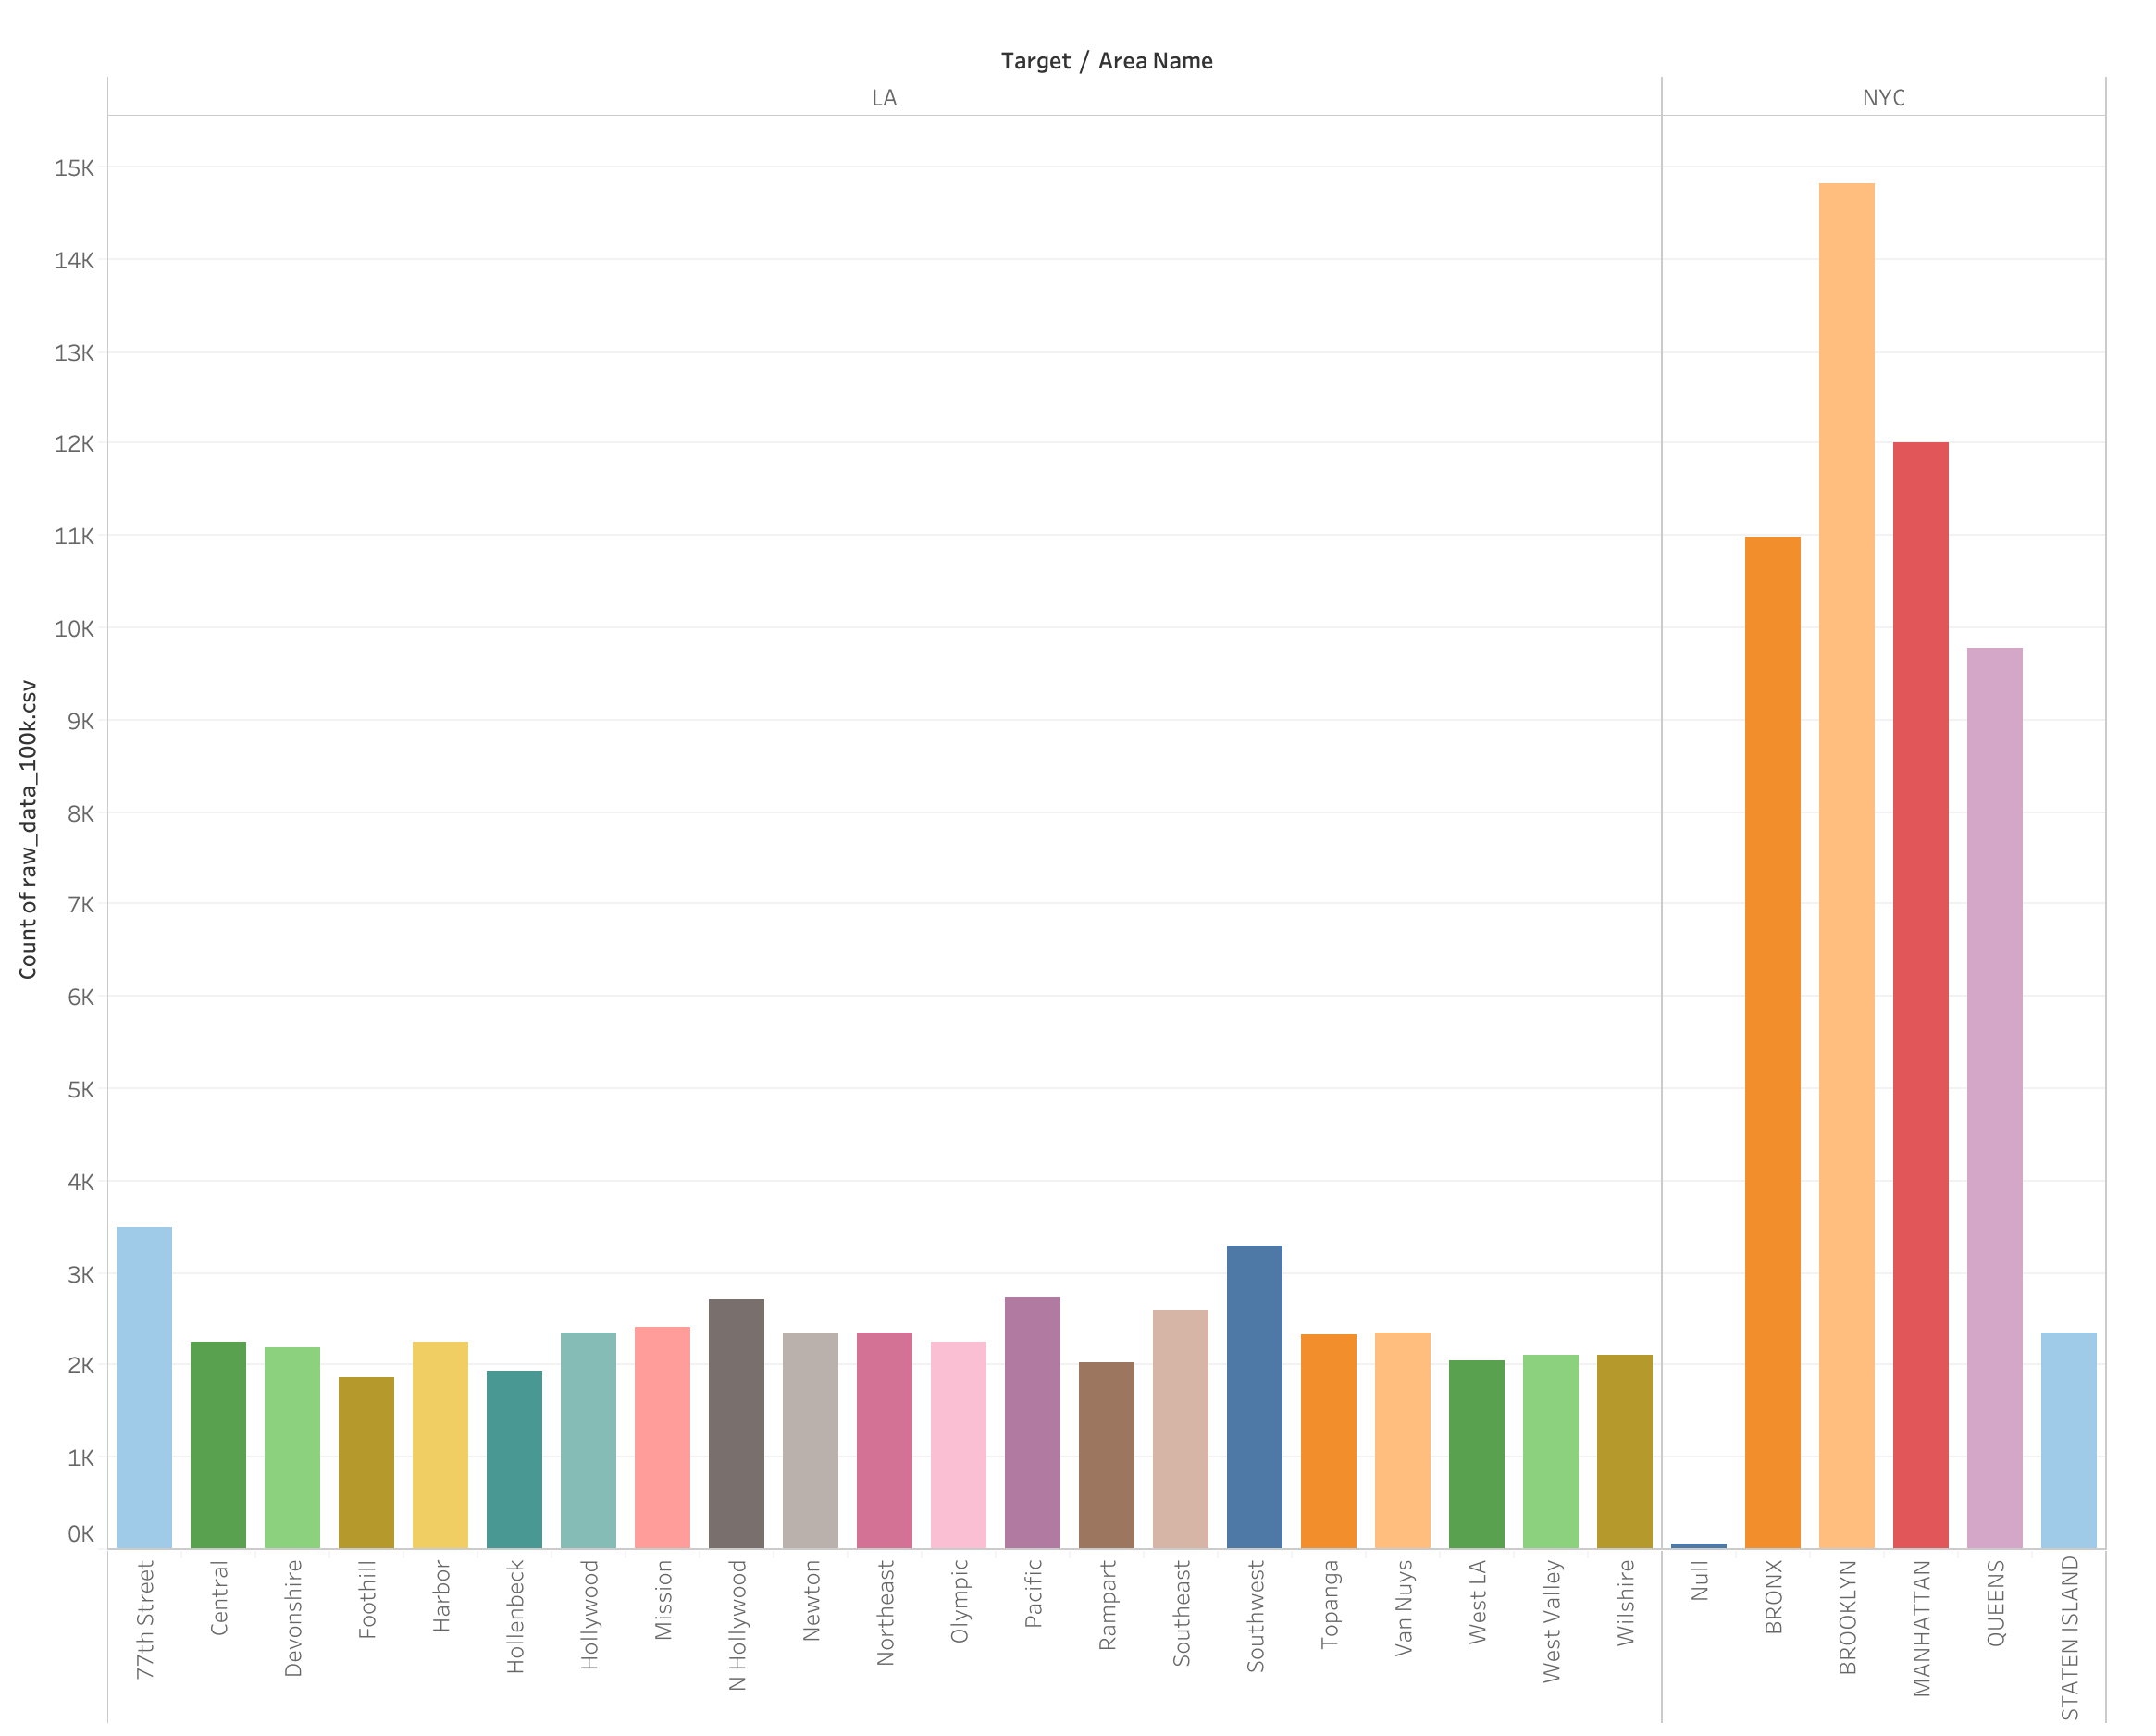 Target / Area Name
LA
NYC
15K
14K
13K
12K
11K
10K
9K
8K
7K
6K
5K
4K
3K
2K
1K
0K
Count of raw_data_100k.csv
77th Street
Central
Devonshire
Foothill
Harbor
Hollenbeck
Hollywood
Mission
N Hollywood
Newton
Northeast
Olympic
Pacific
Rampart
Southeast
Southwest
Topanga
Van Nuys
West LA
West Valley
Wilshire
Null
BRONX
BROOKLYN
MANHATTAN
QUEENS
STATEN ISLAND